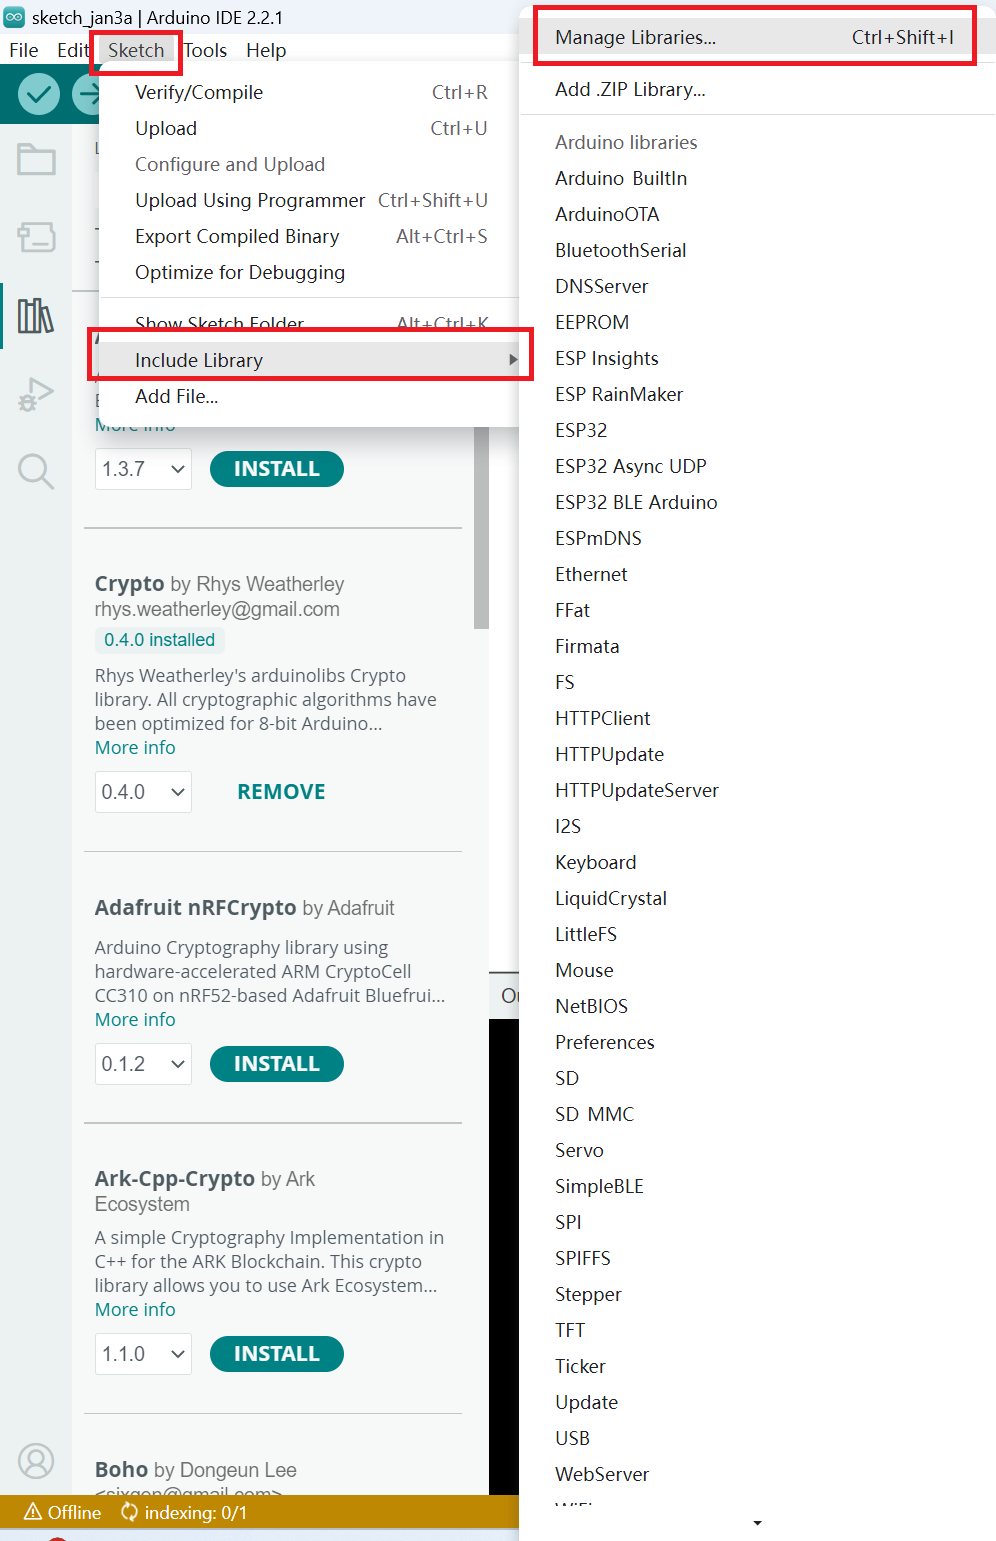 sketch_jan3a | Arduino IDE 2.2.1
File Edit Sketch Tools Help
Verify/Compile Ctrl+R
Upload Ctrl+U
Configure and Upload
Upload Using Programmer Ctrl+Shift+U
Export Compiled Binary Alt+Ctrl+S
Optimize for Debugging
Show Sketch Folder Alt+Ctrl+K
Include Library
Add File...
More info
1.3.7 INSTALL
Crypto by Rhys Weatherley
rhys.weatherley@gmail.com
0.4.0 installed
Rhys Weatherley's arduinolibs Crypto
library. All cryptographic algorithms have
been optimized for 8-bit Arduino...
More info
0.4.0 REMOVE
Adafruit nRFCrypto by Adafruit
Arduino Cryptography library using
hardware-accelerated ARM CryptoCell
CC310 on nRF52-based Adafruit Bluefrui...
More info
0.1.2 INSTALL
Ark-Cpp-Crypto by Ark
Ecosystem
A simple Cryptography Implementation in
C++ for the ARK Blockchain. This crypto
library allows you to use Ark Ecosystem...
More info
1.1.0 INSTALL
Boho by Dongeun Lee
<sixgen@gmail.com>
Offline indexing: 0/1
Manage Libraries... Ctrl+Shift+I
Add .ZIP Library...
Arduino libraries
Arduino_BuiltIn
ArduinoOTA
BluetoothSerial
DNSServer
EEPROM
ESP Insights
ESP RainMaker
ESP32
ESP32 Async UDP
ESP32 BLE Arduino
ESPmDNS
Ethernet
FFat
Firmata
FS
HTTPClient
HTTPUpdate
HTTPUpdateServer
I2S
Keyboard
LiquidCrystal
LittleFS
Mouse
NetBIOS
Preferences
SD
SD_MMC
Servo
SimpleBLE
SPI
SPIFFS
Stepper
TFT
Ticker
Update
USB
WebServer
WiFi